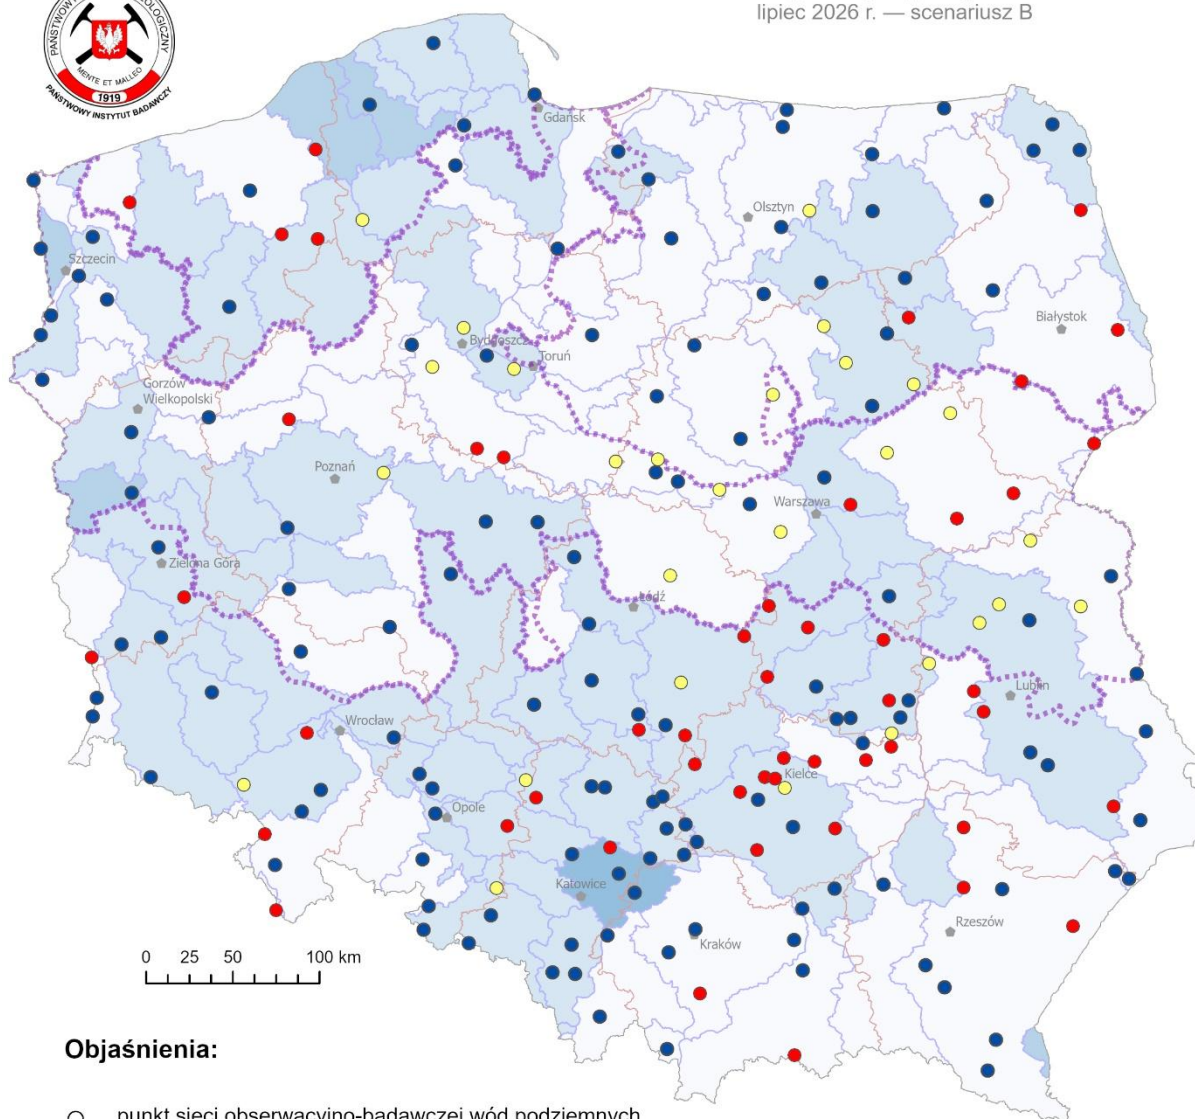 lipiec 2026 r. — scenariusz B
MENTE ET MALLEO
1919
PAŃSTWOWY INSTYTUT BADAWCZY
Gdańsk
Olsztyn
Szczecin
Białystok
Bydgoszcz
Toruń
Gorzów
Wielkopolski
Poznań
Warszawa
Zielona Góra
Łódź
Lublin
Wrocław
Kielce
Opole
Katowice
Rzeszów
Kraków
0 25 50 100 km
Objaśnienia:
punkt sieci obserwacyjno-badawczej wód podziemnych